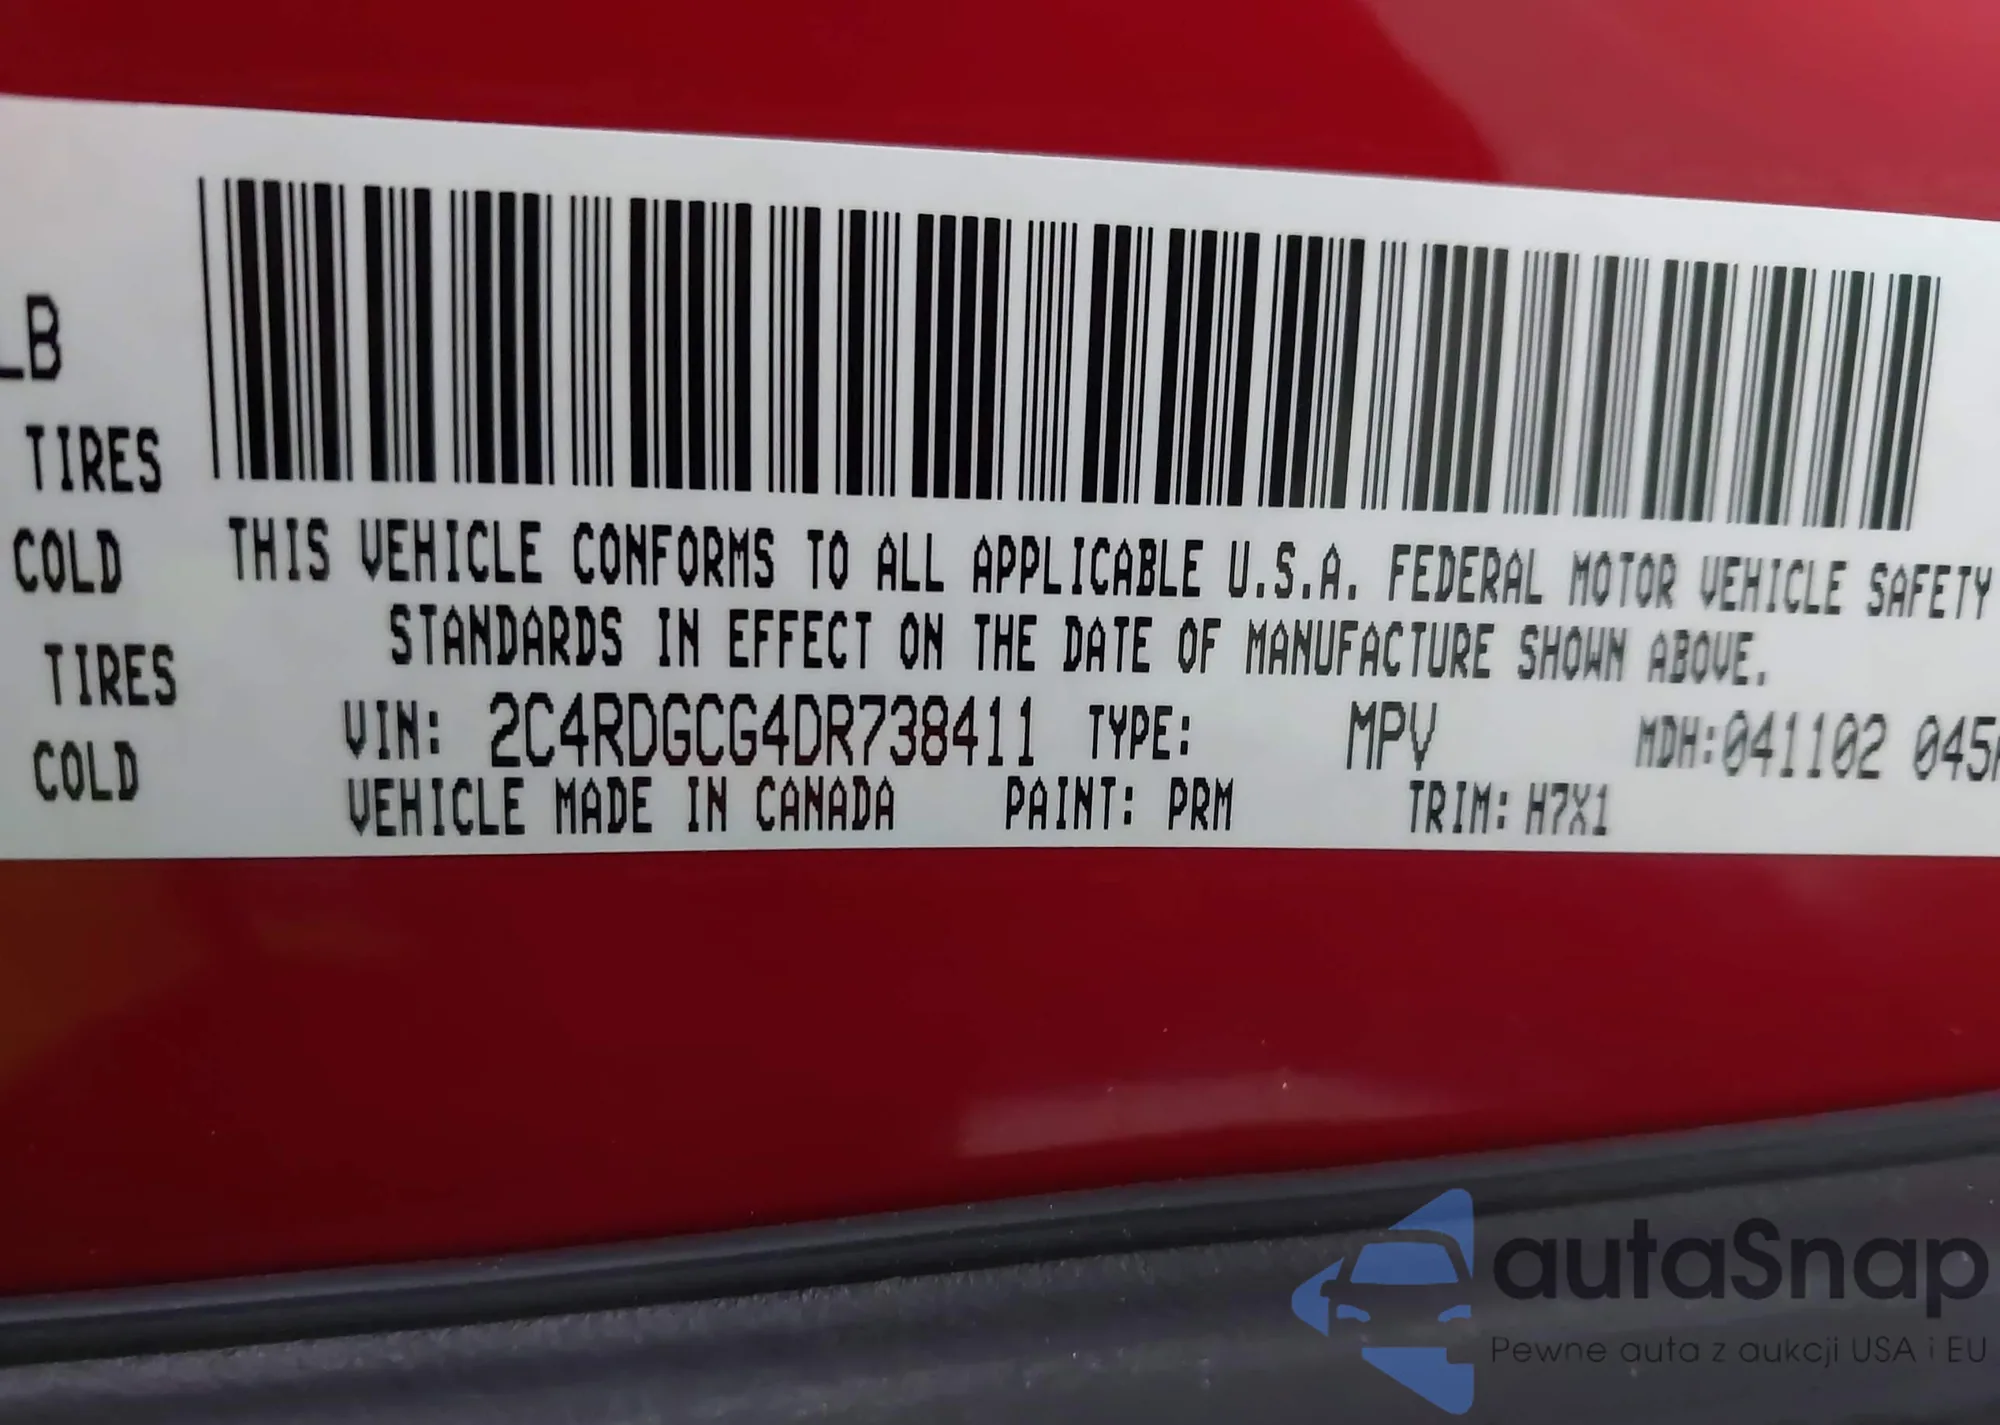 LB
TIRES
COLD
TIRES
COLD
THIS VEHICLE CONFORMS TO ALL APPLICABLE U.S.A. FEDERAL MOTOR VEHICLE SAFETY
STANDARDS IN EFFECT ON THE DATE OF MANUFACTURE SHOWN ABOVE.
VIN: 2C4RDGCG4DR738411 TYPE: MPV MDH:041102 045
VEHICLE MADE IN CANADA PAINT: PRM TRIM: H7X1
autaSnap
Pewne auta z aukcji USA i EU